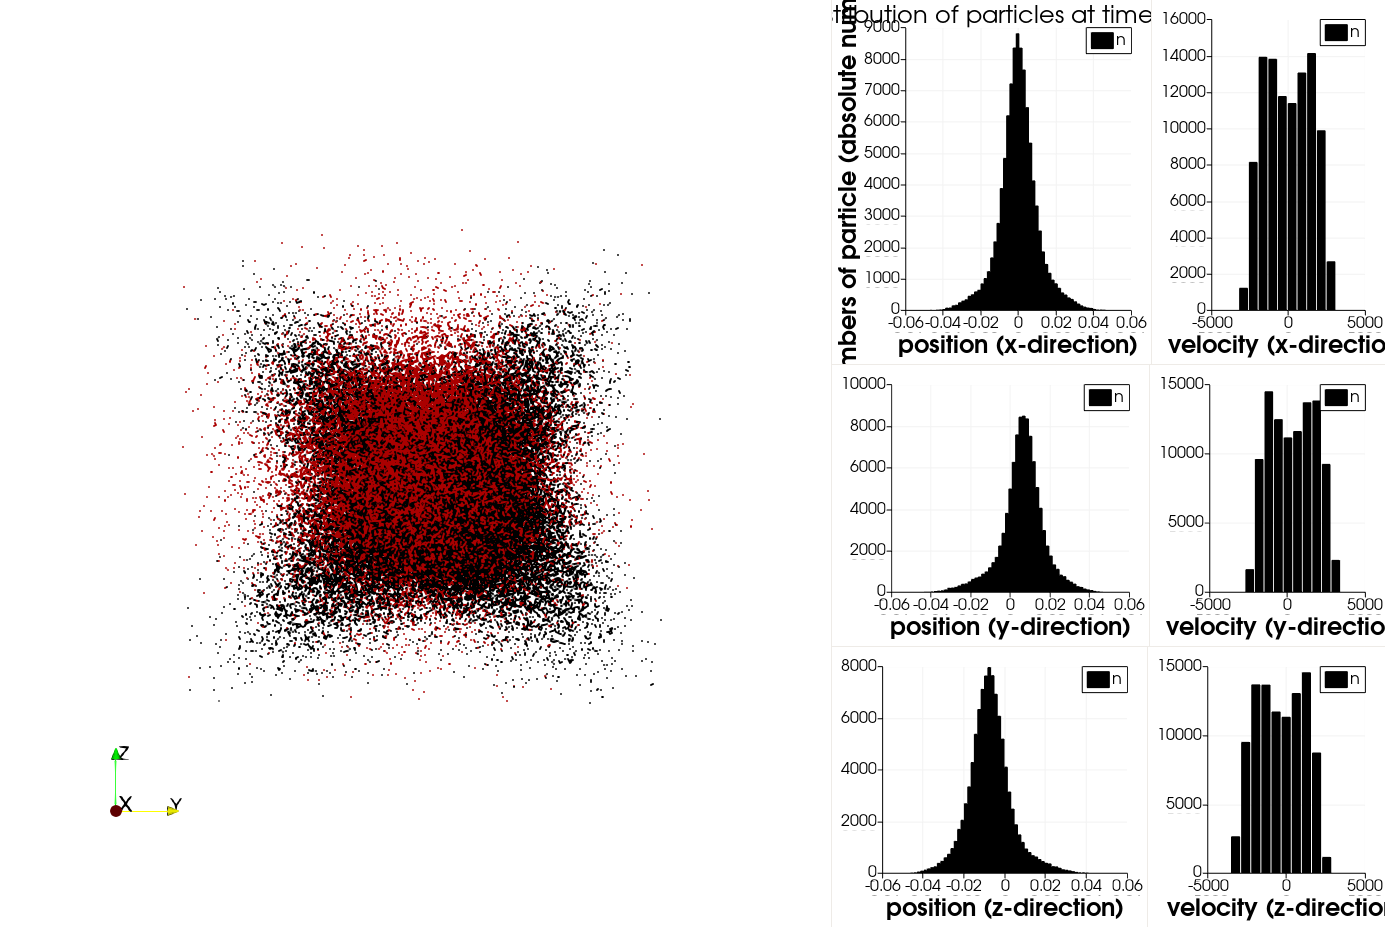 tribution of particles at time
mbers of particle (absolute num
9000
8000
7000
6000
5000
4000
3000
2000
1000
0
-0.06 -0.04 -0.02 0 0.02 0.04 0.06
n
position (x-direction)
16000
14000
12000
10000
8000
6000
4000
2000
0
-5000 0 5000
n
velocity (x-directio
10000
8000
6000
4000
2000
0
-0.06 -0.04 -0.02 0 0.02 0.04 0.06
n
position (y-direction)
15000
10000
5000
0
-5000 0 5000
n
velocity (y-directio
8000
6000
4000
2000
0
-0.06 -0.04 -0.02 0 0.02 0.04 0.06
n
position (z-direction)
15000
10000
5000
0
-5000 0 5000
n
velocity (z-direction
Z
X
Y